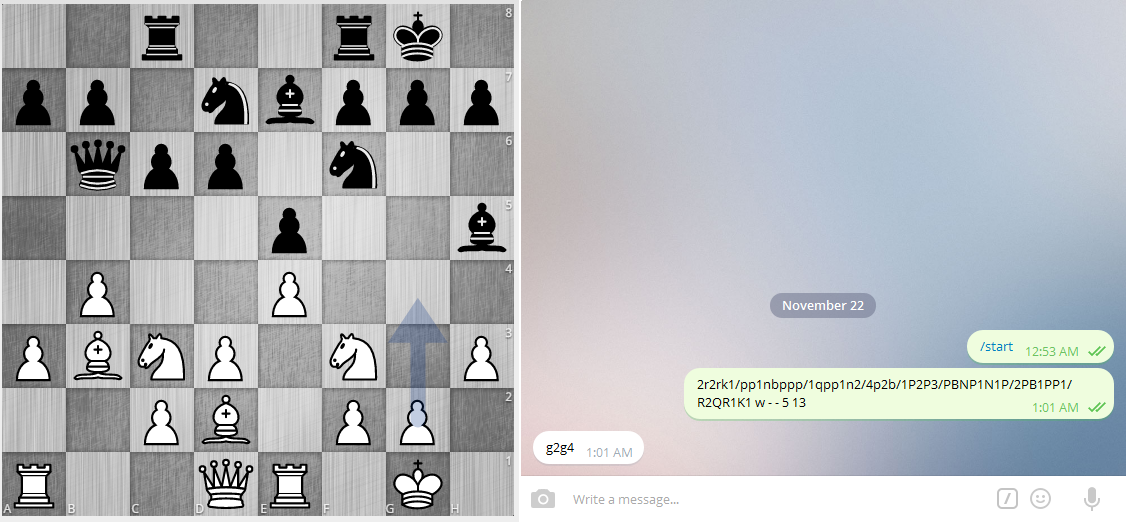 8
7
6
5
4
3
2
1
A B C D E F G H
November 22
/start 12:53 AM
2r2rk1/pp1nbppp/1qpp1n2/4p2b/1P2P3/PBNP1N1P/2PB1PP1/
R2QR1K1 w - - 5 13 1:01 AM
g2g4 1:01 AM
Write a message...